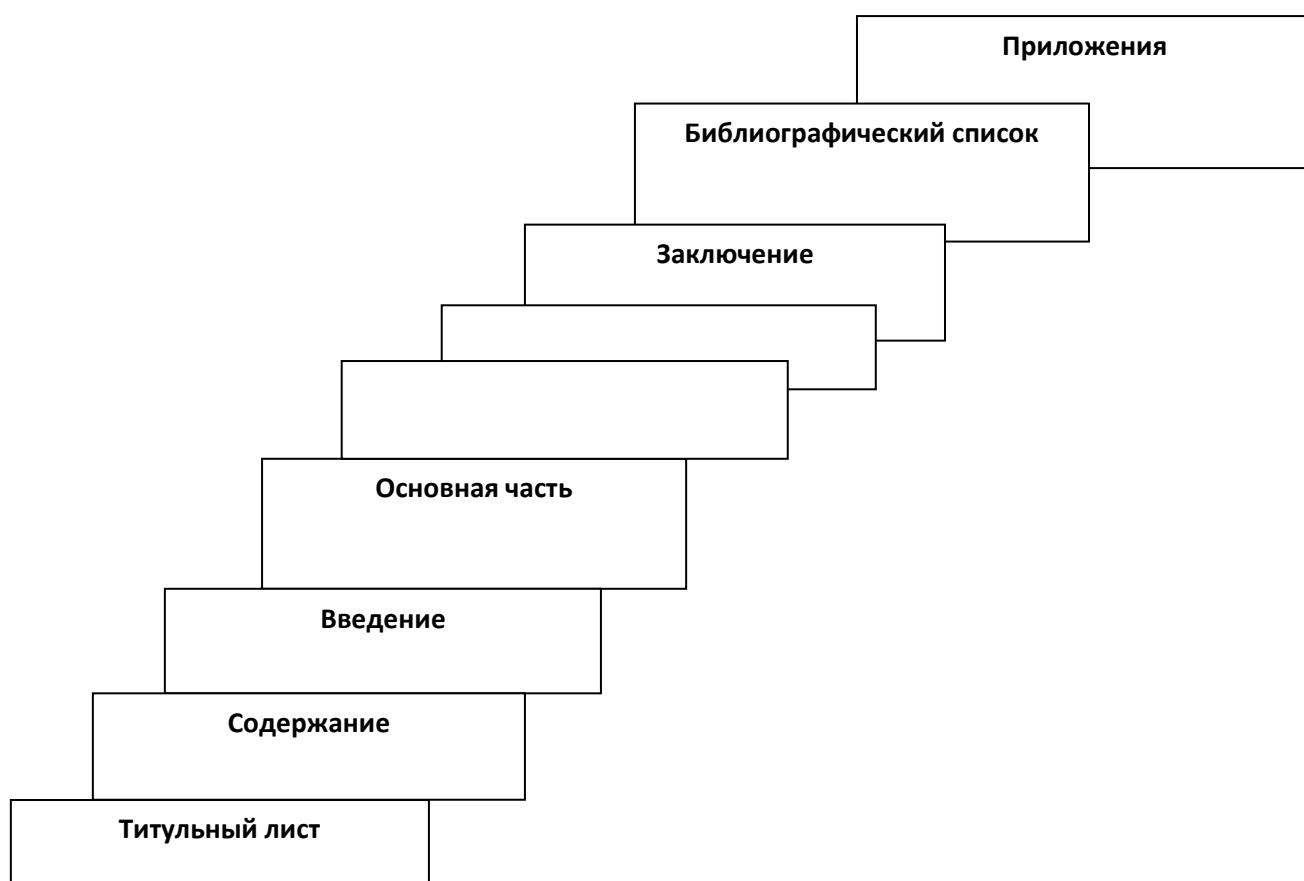 Приложения
Библиографический список
Заключение
Основная часть
Введение
Содержание
Титульный лист